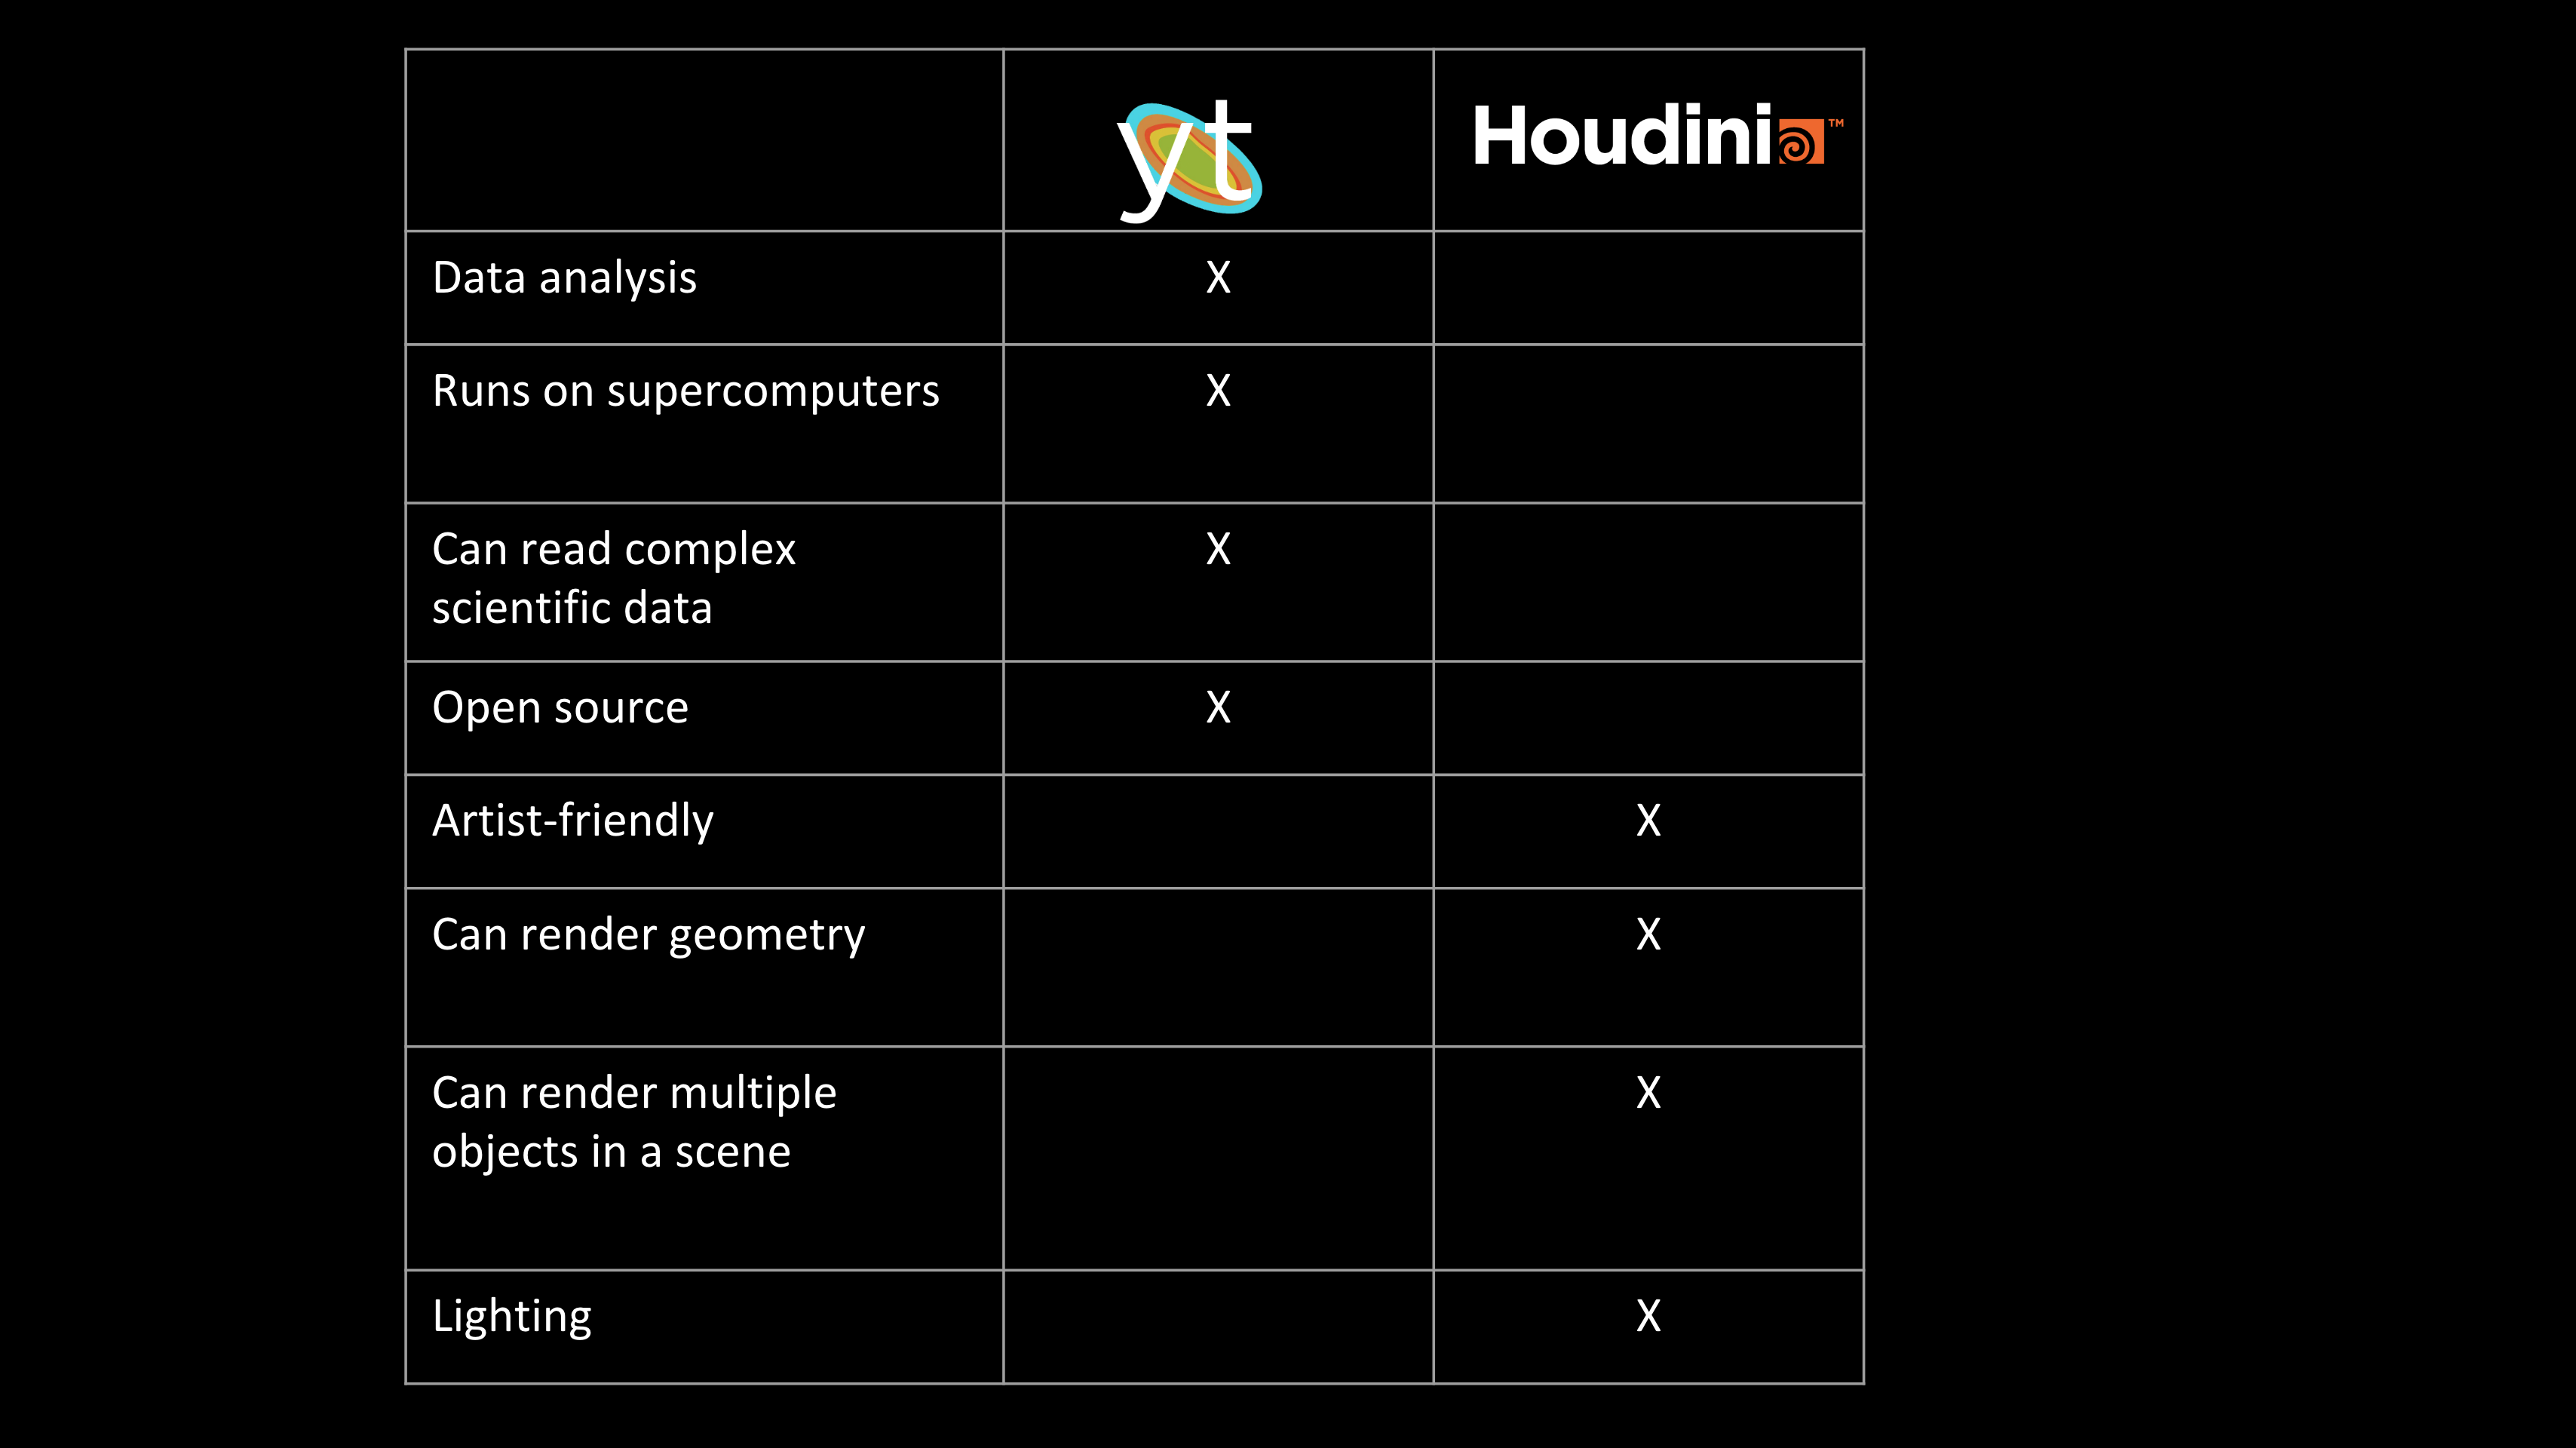 yt Houdini™
Data analysis X
Runs on supercomputers X
Can read complex X
scientific data
Open source X
Artist-friendly X
Can render geometry X
Can render multiple X
objects in a scene
Lighting X